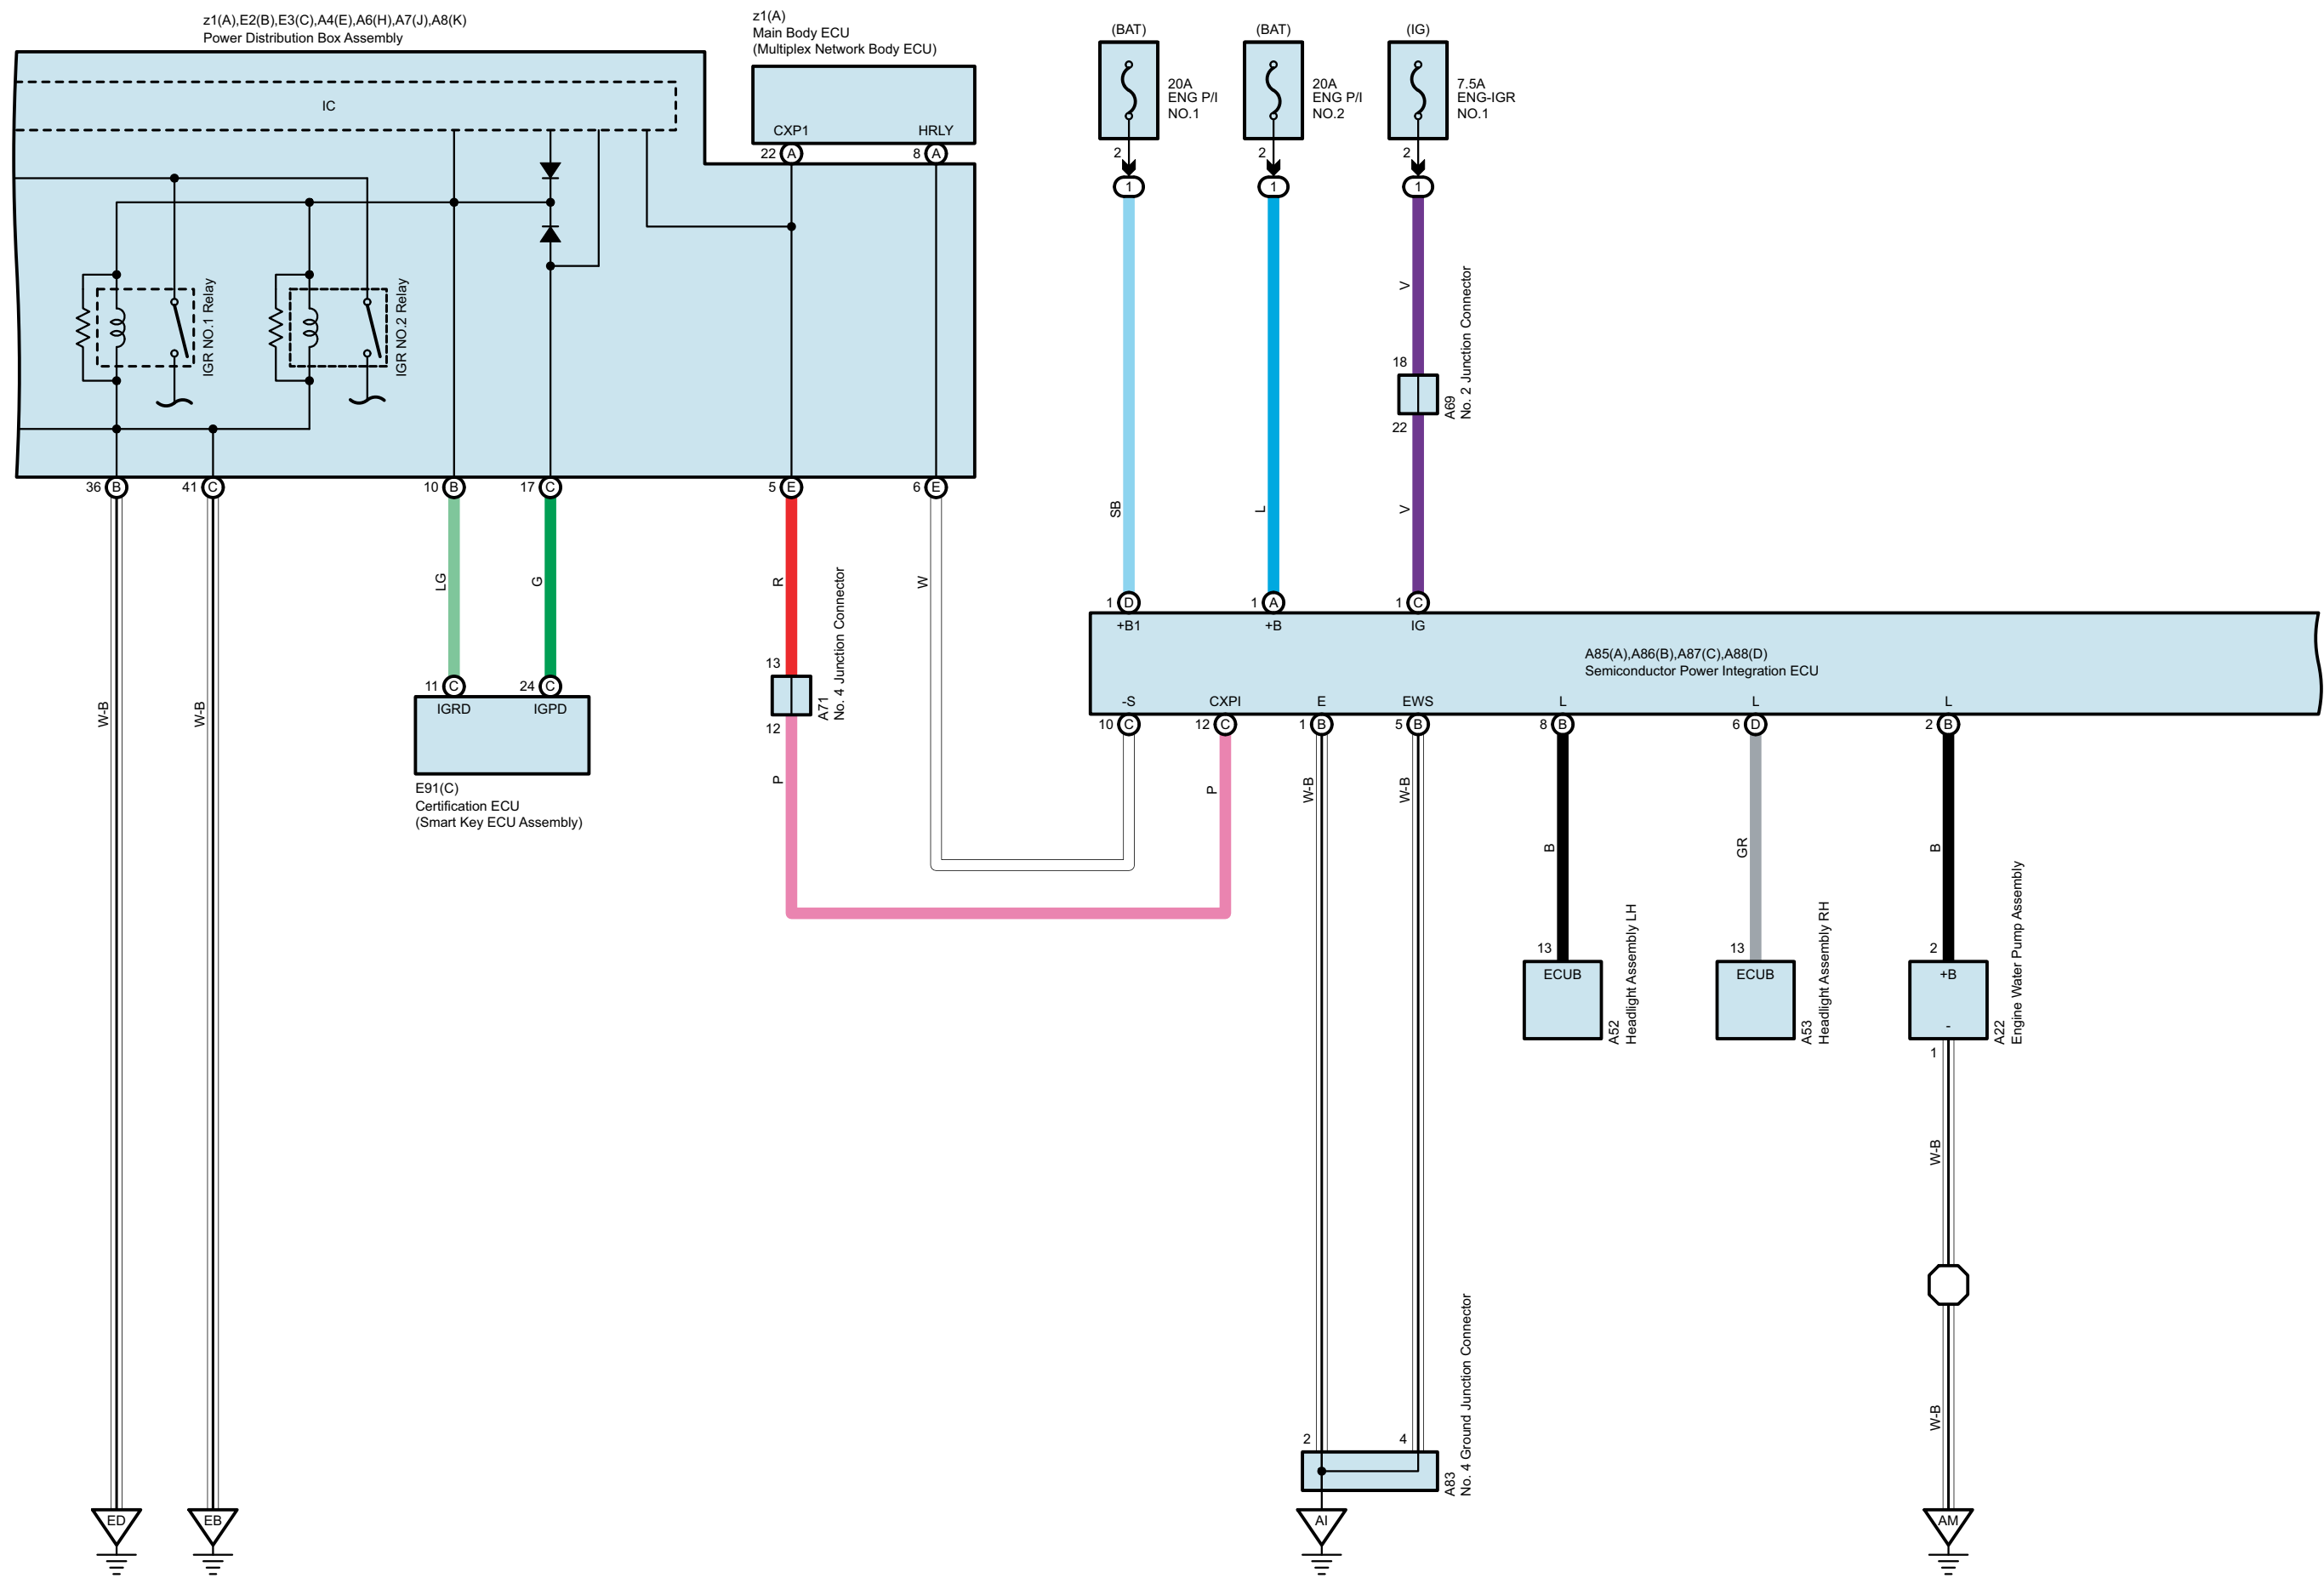 z1(A),E2(B),E3(C),A4(E),A6(H),A7(J),A8(K)
Power Distribution Box Assembly
z1(A)
Main Body ECU
(Multiplex Network Body ECU)
(BAT)
(BAT)
(IG)
20A
ENG P/I
NO.1
20A
ENG P/I
NO.2
7.5A
ENG-IGR
NO.1
IC
CXP1
HRLY
22 A
8 A
2
2
2
1
1
1
IGR NO.1 Relay
IGR NO.2 Relay
V
18
A69
No. 2 Junction Connector
22
36 B
41 C
10 B
17 C
5 E
6 E
SB
L
V
LG
G
R
W
1 D
1 A
1 C
+B1
+B
IG
A85(A),A86(B),A87(C),A88(D)
Semiconductor Power Integration ECU
13
A71
No. 4 Junction Connector
12
11 C
24 C
IGRD
IGPD
E91(C)
Certification ECU
(Smart Key ECU Assembly)
W-B
W-B
-S
CXPI
E
EWS
L
L
L
10 C
12 C
1 B
5 B
8 B
6 D
2 B
P
P
W-B
W-B
B
GR
B
13
13
2
ECUB
ECUB
+B
-
A52
Headlight Assembly LH
A53
Headlight Assembly RH
A22
Engine Water Pump Assembly
1
W-B
W-B
2
4
A83
No. 4 Ground Junction Connector
ED
EB
AI
AM